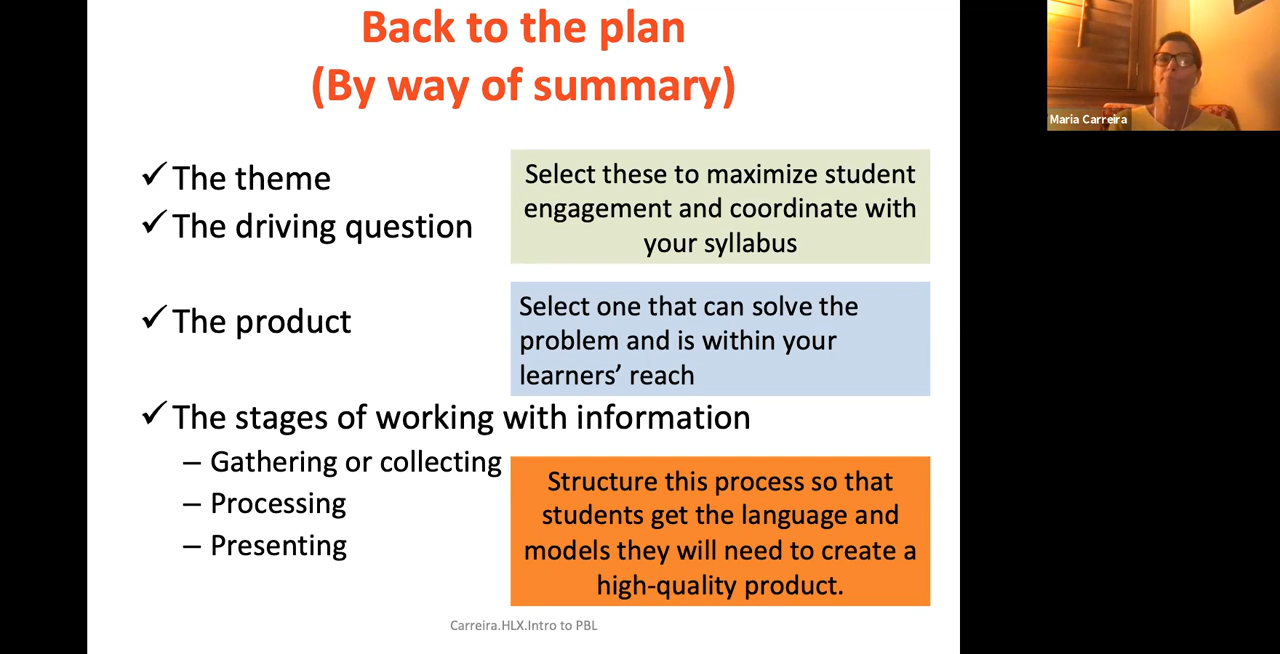 Back to the plan
(By way of summary)
Maria Carreira
✓ The theme
✓ The driving question
Select these to maximize student
engagement and coordinate with
your syllabus
✓ The product
Select one that can solve the
problem and is within your
learners’ reach
✓ The stages of working with information
– Gathering or collecting
– Processing
– Presenting
Structure this process so that
students get the language and
models they will need to create a
high-quality product.
Carreira.HLX.Intro to PBL